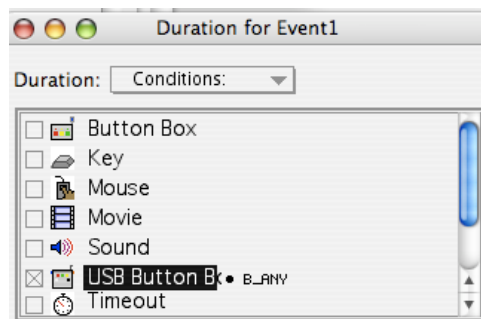 Duration for Event1
Duration: Conditions:
Button Box
Key
Mouse
Movie
Sound
USB Button B • B_ANY
Timeout